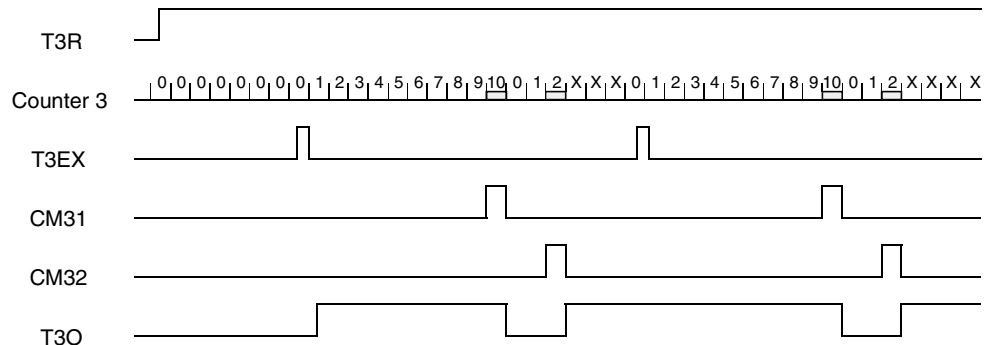 T3R
Counter 3 0 0 0 0 0 0 0 0 1 2 3 4 5 6 7 8 9 10 0 1 2 X X X 0 1 2 3 4 5 6 7 8 9 10 0 1 2 X X X X
T3EX
CM31
CM32
T3O